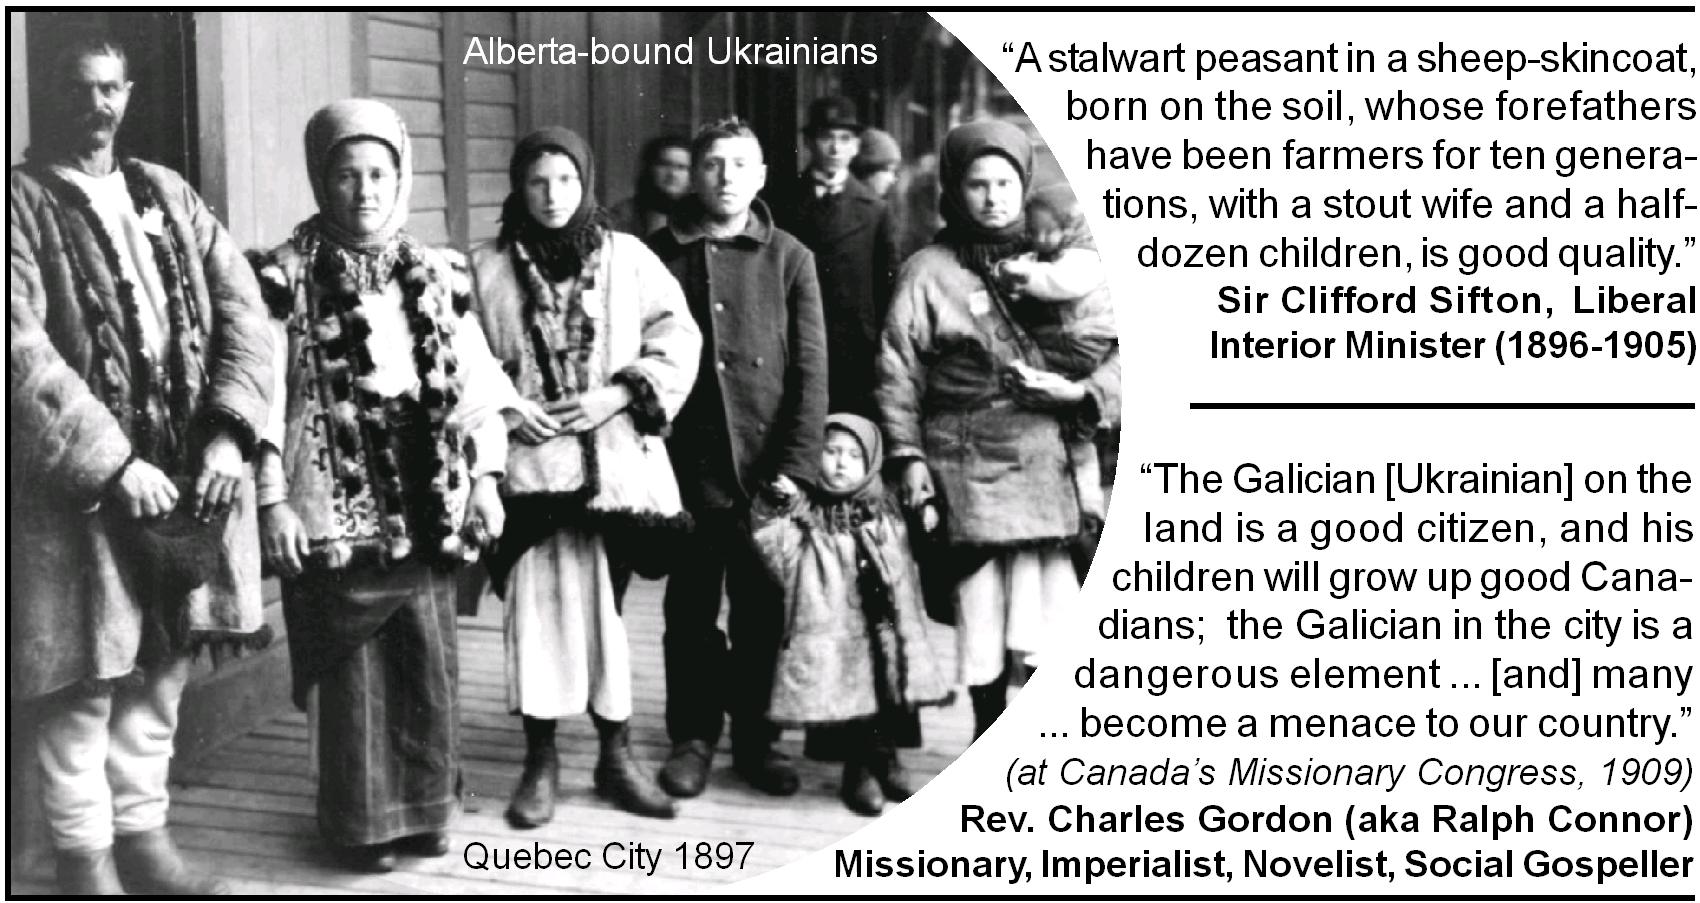 Alberta-bound Ukrainians
“A stalwart peasant in a sheep-skincoat,
born on the soil, whose forefathers
have been farmers for ten genera-
tions, with a stout wife and a half-
dozen children, is good quality.”
Sir Clifford Sifton, Liberal
Interior Minister (1896-1905)
“The Galician [Ukrainian] on the
land is a good citizen, and his
children will grow up good Cana-
dians; the Galician in the city is a
dangerous element ... [and] many
... become a menace to our country.”
(at Canada’s Missionary Congress, 1909)
Rev. Charles Gordon (aka Ralph Connor)
Missionary, Imperialist, Novelist, Social Gospeller
Quebec City 1897